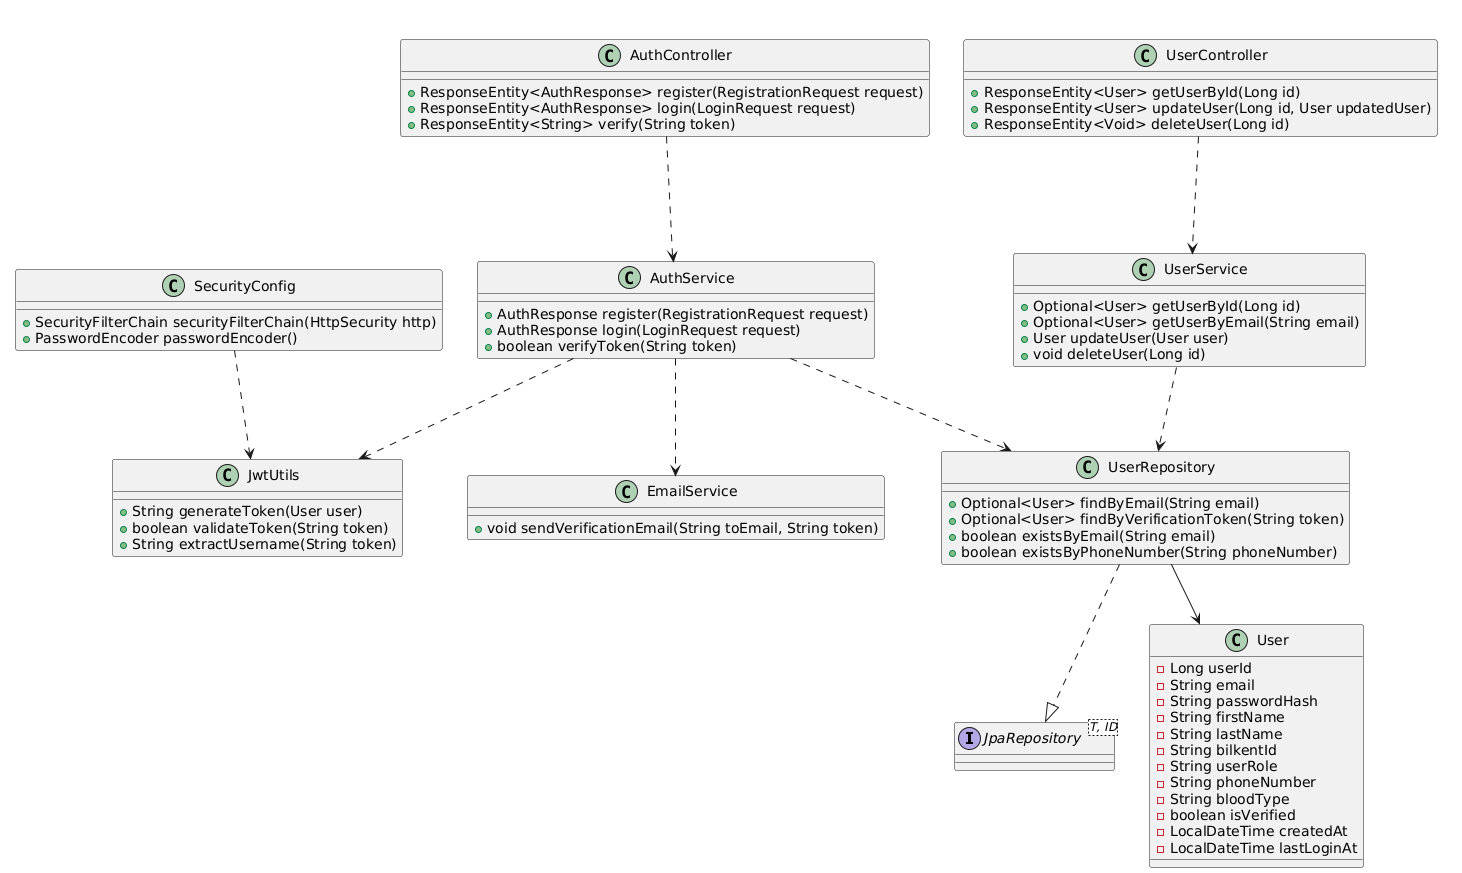 C AuthController
ResponseEntity<AuthResponse> register(RegistrationRequest request)
ResponseEntity<AuthResponse> login(LoginRequest request)
ResponseEntity<String> verify(String token)
C UserController
ResponseEntity<User> getUserById(Long id)
ResponseEntity<User> updateUser(Long id, User updatedUser)
ResponseEntity<Void> deleteUser(Long id)
C SecurityConfig
SecurityFilterChain securityFilterChain(HttpSecurity http)
PasswordEncoder passwordEncoder()
C AuthService
AuthResponse register(RegistrationRequest request)
AuthResponse login(LoginRequest request)
boolean verifyToken(String token)
C UserService
Optional<User> getUserById(Long id)
Optional<User> getUserByEmail(String email)
User updateUser(User user)
void deleteUser(Long id)
C JwtUtils
String generateToken(User user)
boolean validateToken(String token)
String extractUsername(String token)
C EmailService
void sendVerificationEmail(String toEmail, String token)
C UserRepository
Optional<User> findByEmail(String email)
Optional<User> findByVerificationToken(String token)
boolean existsByEmail(String email)
boolean existsByPhoneNumber(String phoneNumber)
I JpaRepository T, ID
C User
Long userId
String email
String passwordHash
String firstName
String lastName
String bilkentId
String userRole
String phoneNumber
String bloodType
boolean isVerified
LocalDateTime createdAt
LocalDateTime lastLoginAt